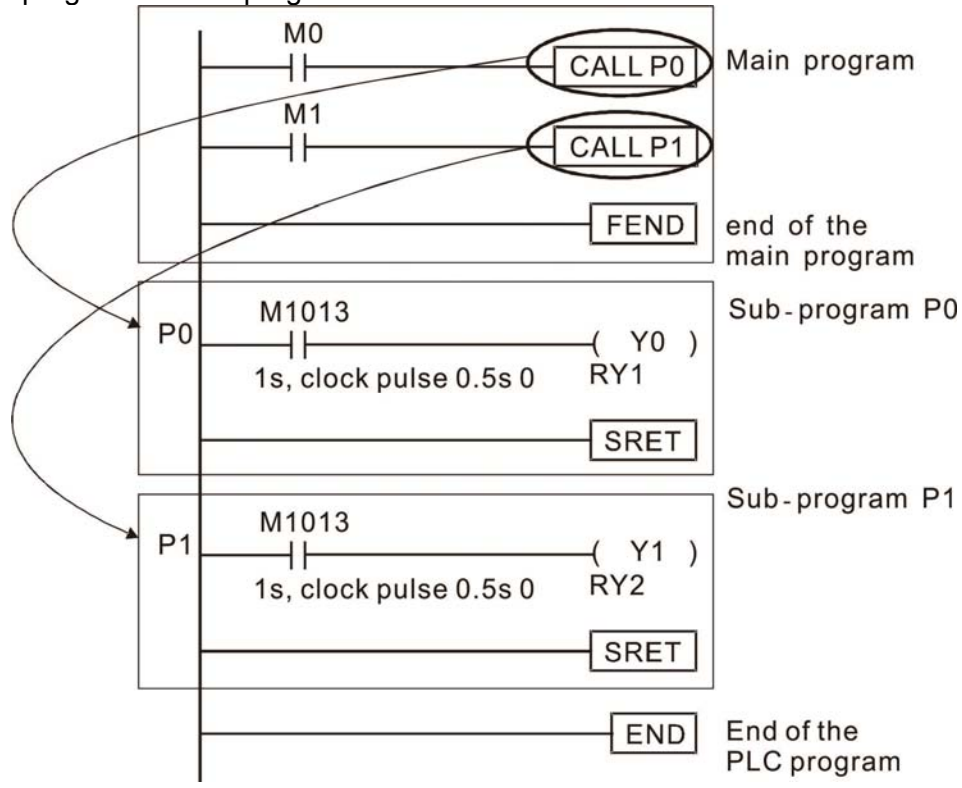 M0
CALL P0
Main program
M1
CALL P1
FEND
end of the
main program
Sub-program P0
M1013
P0
( Y0 )
1s, clock pulse 0.5s 0
RY1
SRET
Sub-program P1
M1013
P1
( Y1 )
1s, clock pulse 0.5s 0
RY2
SRET
END
End of the
PLC program